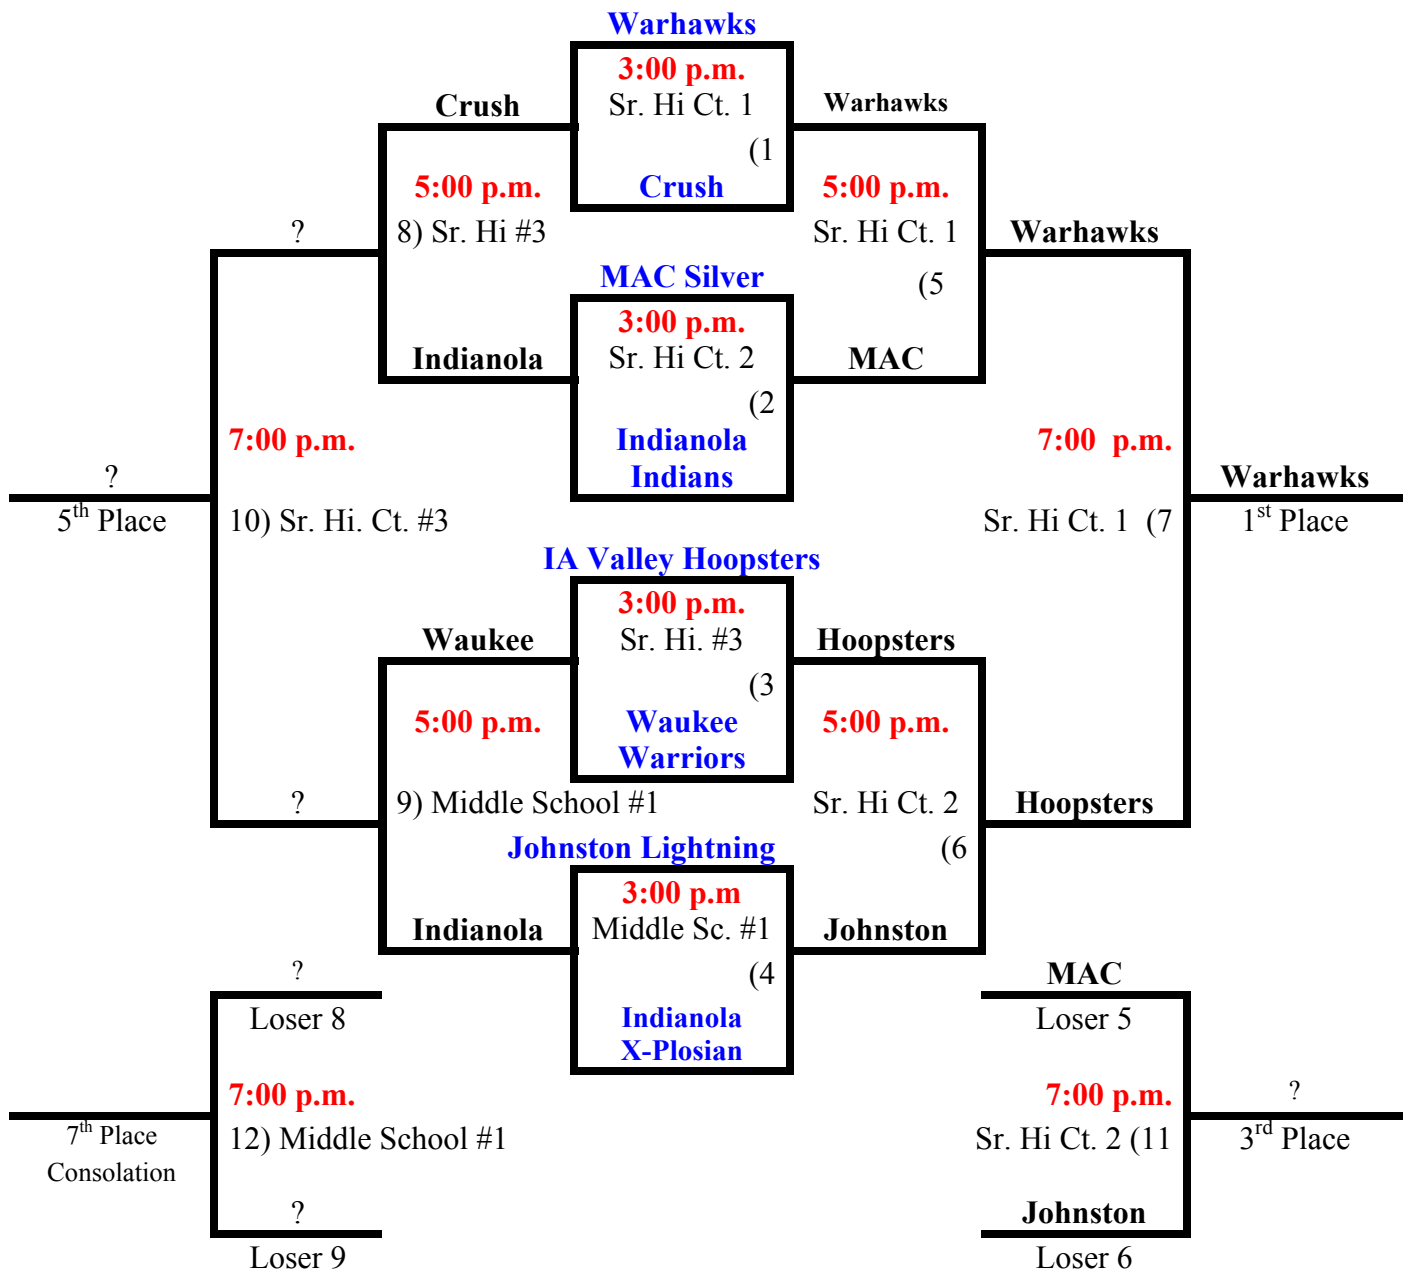 Warhawks
3:00 p.m.
Crush
Sr. Hi Ct. 1
Warhawks
(1
5:00 p.m.
Crush
5:00 p.m.
?
8) Sr. Hi #3
Sr. Hi Ct. 1
Warhawks
MAC Silver
(5
3:00 p.m.
Indianola
Sr. Hi Ct. 2
MAC
(2
7:00 p.m.
Indianola
7:00 p.m.
?
Indians
Warhawks
5th Place
10) Sr. Hi. Ct. #3
Sr. Hi Ct. 1 (7
1st Place
IA Valley Hoopsters
3:00 p.m.
Waukee
Sr. Hi. #3
Hoopsters
(3
5:00 p.m.
Waukee
5:00 p.m.
Warriors
?
9) Middle School #1
Sr. Hi Ct. 2
Hoopsters
Johnston Lightning
(6
3:00 p.m
Indianola
Middle Sc. #1
Johnston
?
(4
MAC
Loser 8
Indianola
Loser 5
X-Plosian
7:00 p.m.
7:00 p.m.
?
7th Place
12) Middle School #1
Sr. Hi Ct. 2 (11
3rd Place
Consolation
?
Johnston
Loser 9
Loser 6